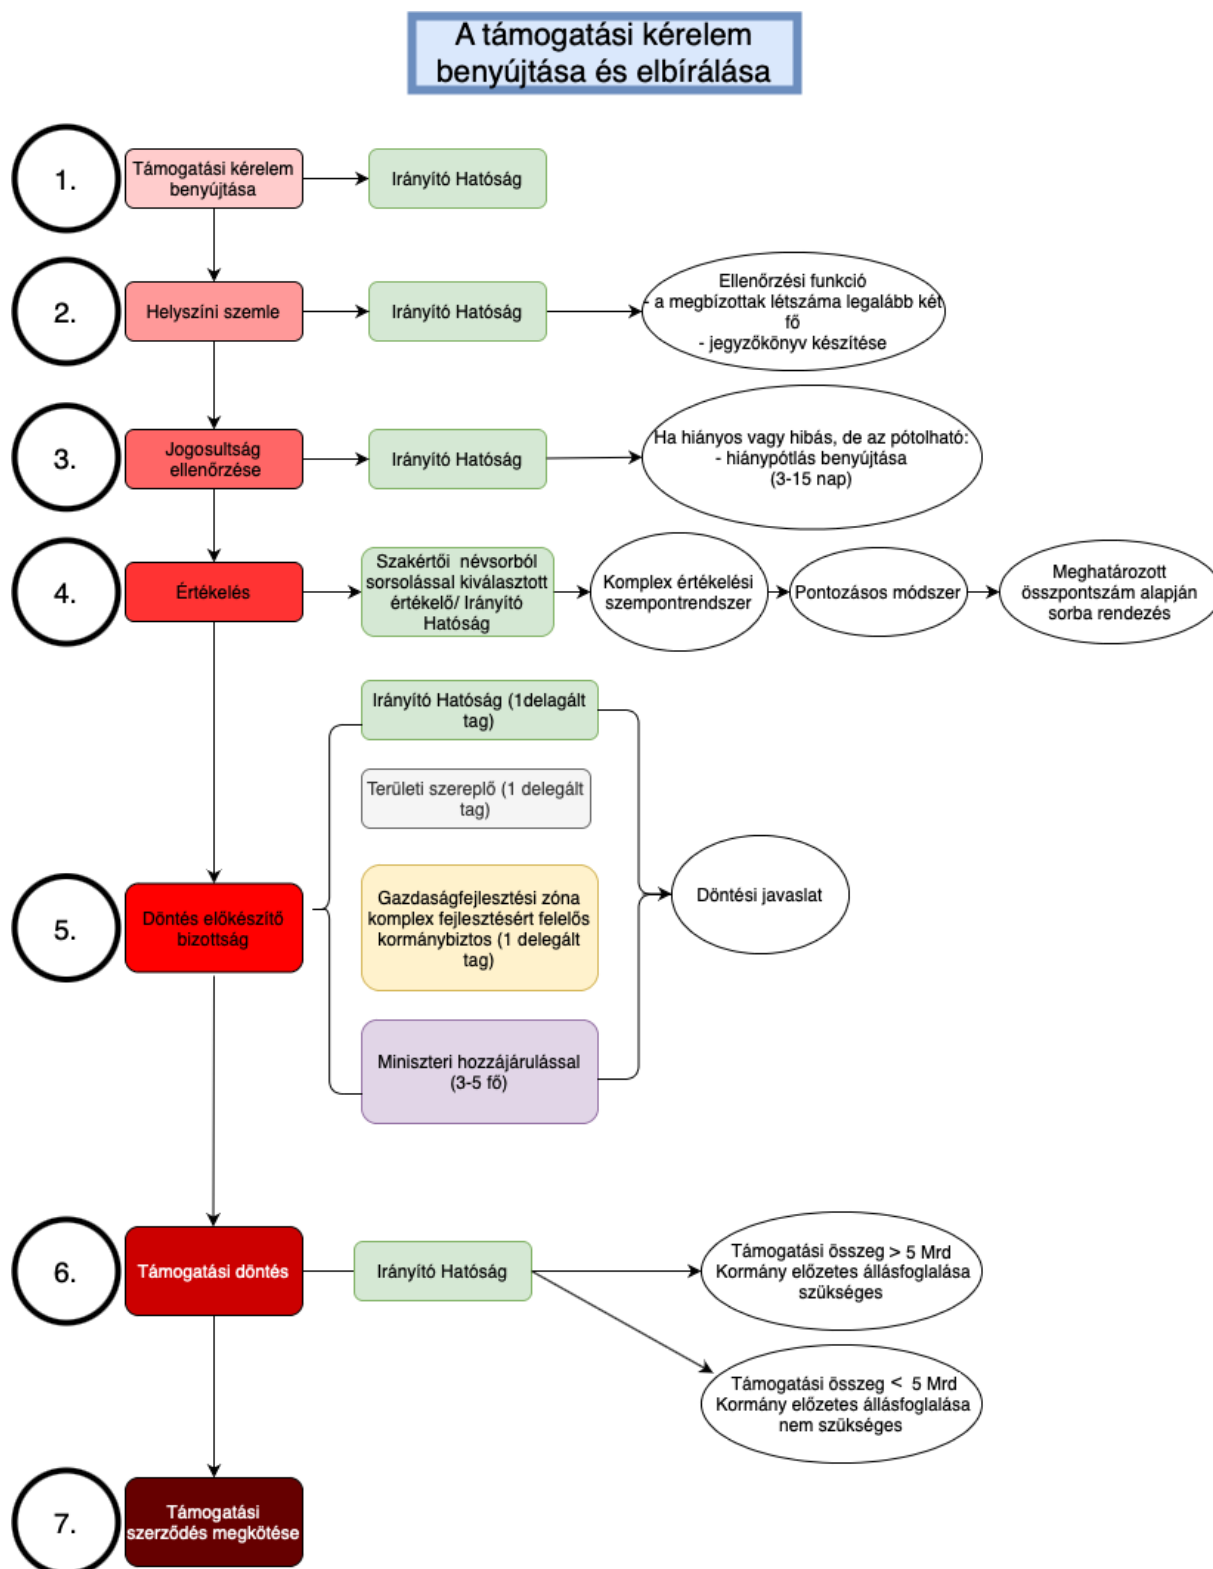 A támogatási kérelem
benyújtása és elbírálása
1.
Támogatási kérelem
benyújtása
Irányító Hatóság
2.
Helyszíni szemle
Irányító Hatóság
Ellenőrzési funkció
- a megbízottak létszáma legalább két
fő
- jegyzőkönyv készítése
3.
Jogosultság
ellenőrzése
Irányító Hatóság
Ha hiányos vagy hibás, de az pótolható:
- hiánypótlás benyújtása
(3-15 nap)
4.
Értékelés
Szakértői névsorból
sorsolással kiválasztott
értékelő/ Irányító
Hatóság
Komplex értékelési
szempontrendszer
Pontozásos módszer
Meghatározott
összpontszám alapján
sorba rendezés
5.
Döntés előkészítő
bizottság
Irányító Hatóság (1delagált
tag)
Területi szereplő (1 delegált
tag)
Gazdaságfejlesztési zóna
komplex fejlesztésért felelős
kormánybiztos (1 delegált
tag)
Miniszteri hozzájárulással
(3-5 fő)
Döntési javaslat
6.
Támogatási döntés
Irányító Hatóság
Támogatási összeg > 5 Mrd
Kormány előzetes állásfoglalása
szükséges
Támogatási összeg < 5 Mrd
Kormány előzetes állásfoglalása
nem szükséges
7.
Támogatási
szerződés megkötése